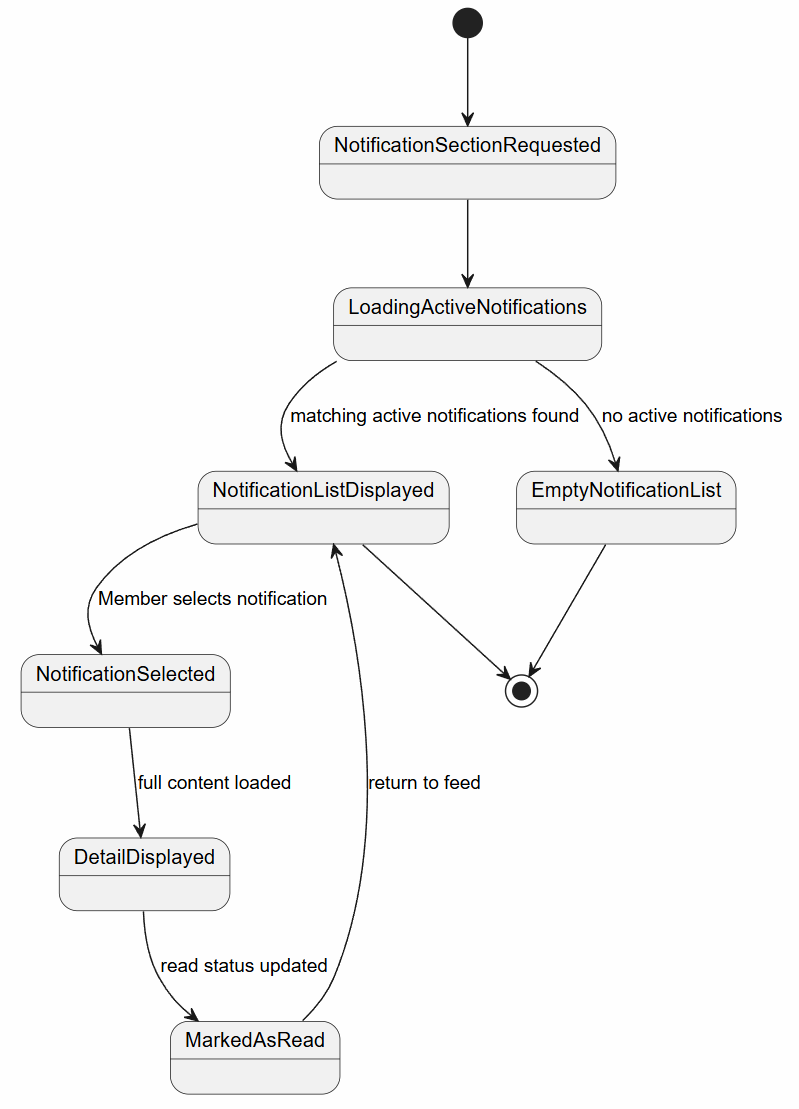 NotificationSectionRequested
LoadingActiveNotifications
matching active notifications found
no active notifications
NotificationListDisplayed
EmptyNotificationList
Member selects notification
NotificationSelected
full content loaded
return to feed
DetailDisplayed
read status updated
MarkedAsRead